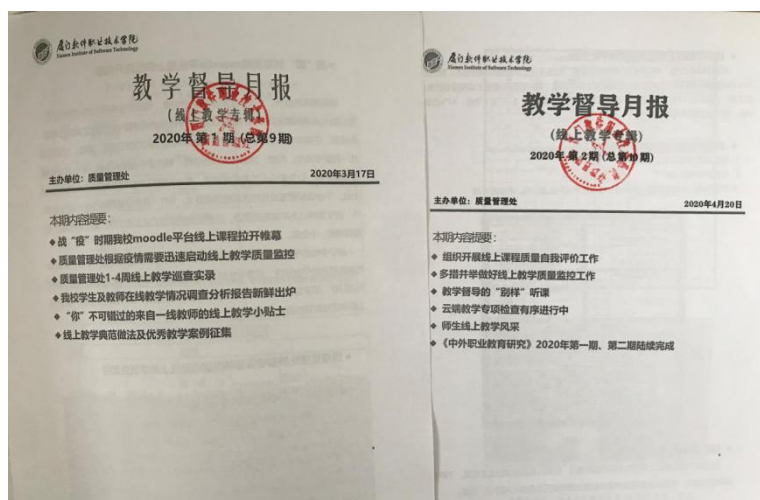 厦门软件职业技术学院
Xiamen Institute of Software Technology
教学督导月报
(线上教学专辑)
2020年 第1期 (总第9期)
主办单位：质量管理处 2020年3月17日
本期内容提要：
◆战“疫”时期我校moodle平台线上课程拉开帷幕
◆质量管理处根据疫情需要迅速启动线上教学质量监控
◆质量管理处1-4周线上教学巡查实录
◆我校学生及教师在线教学情况调查分析报告新鲜出炉
◆“你”不可错过的来自一线教师的线上教学小贴士
◆线上教学典范做法及优秀教学案例征集
厦门软件职业技术学院
Xiamen Institute of Software Technology
教学督导月报
(线上教学专辑)
2020年 第2期 (总第10期)
主办单位：质量管理处 2020年4月20日
本期内容提要：
◆ 组织开展线上课程质量自我评价工作
◆多措并举做好线上教学质量监控工作
◆ 教学督导的“别样”听课
◆ 云端教学专项检查有序进行中
◆ 师生线上教学风采
◆ 《中外职业教育研究》2020年第一期、第二期陆续完成